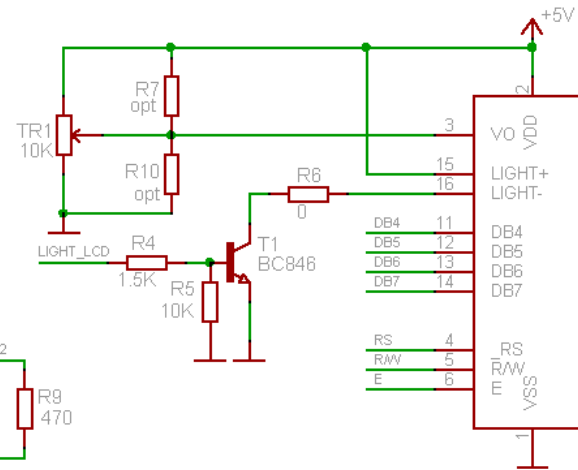 +5V
R7
opt
2
VDD
TR1
10K
3
VO
R10
opt
15
LIGHT+
R6
0
16
LIGHT-
DB4
11
DB4
LIGHT_LCD
R4
1.5K
T1
BC846
DB5
12
DB5
DB6
13
DB6
R5
10K
DB7
14
DB7
RS
4
_RS
2
R/W
5
R/W
E
6
E
VSS
R9
470
1